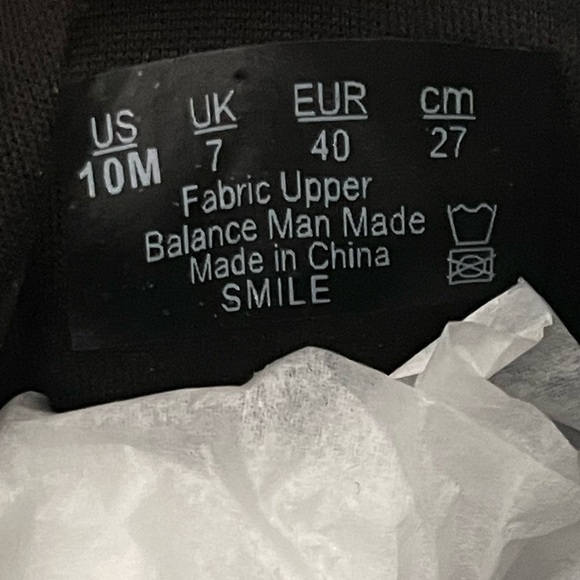 US UK EUR cm
10M 7 40 27
Fabric Upper
Balance Man Made
Made in China
SMILE